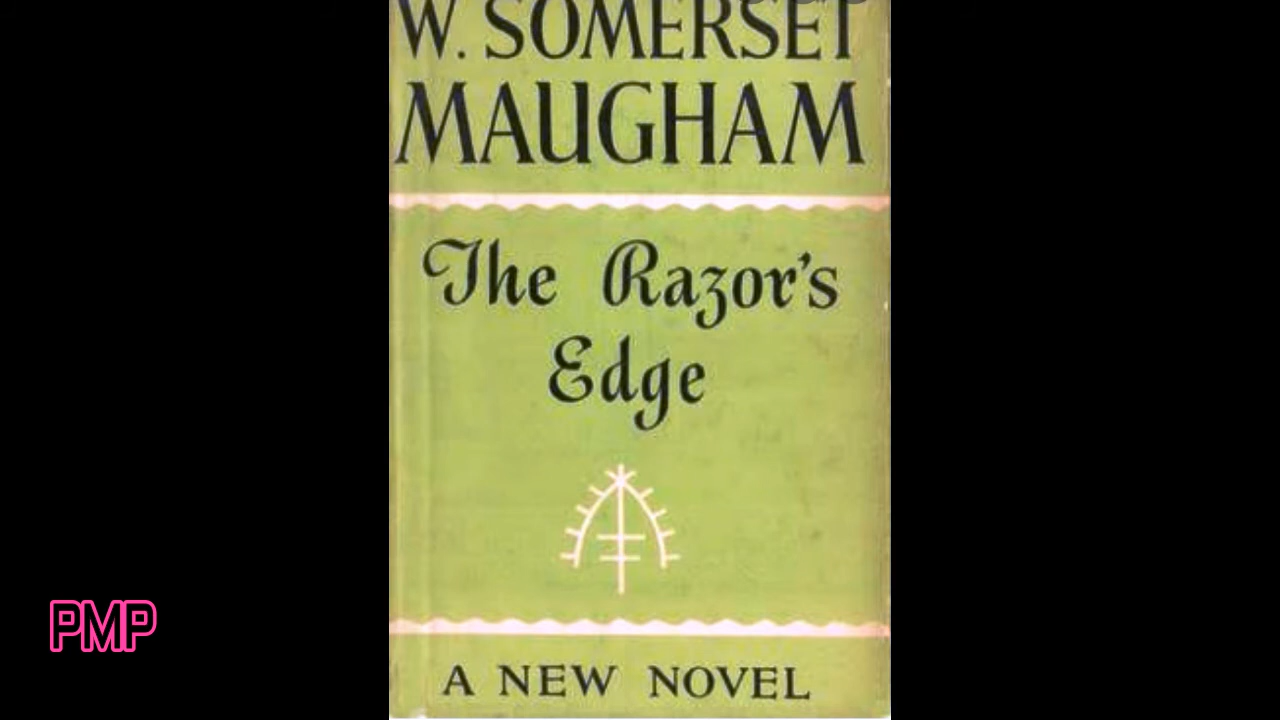 W. SOMERSET
MAUGHAM
The Razor's
Edge
A NEW NOVEL
PMP